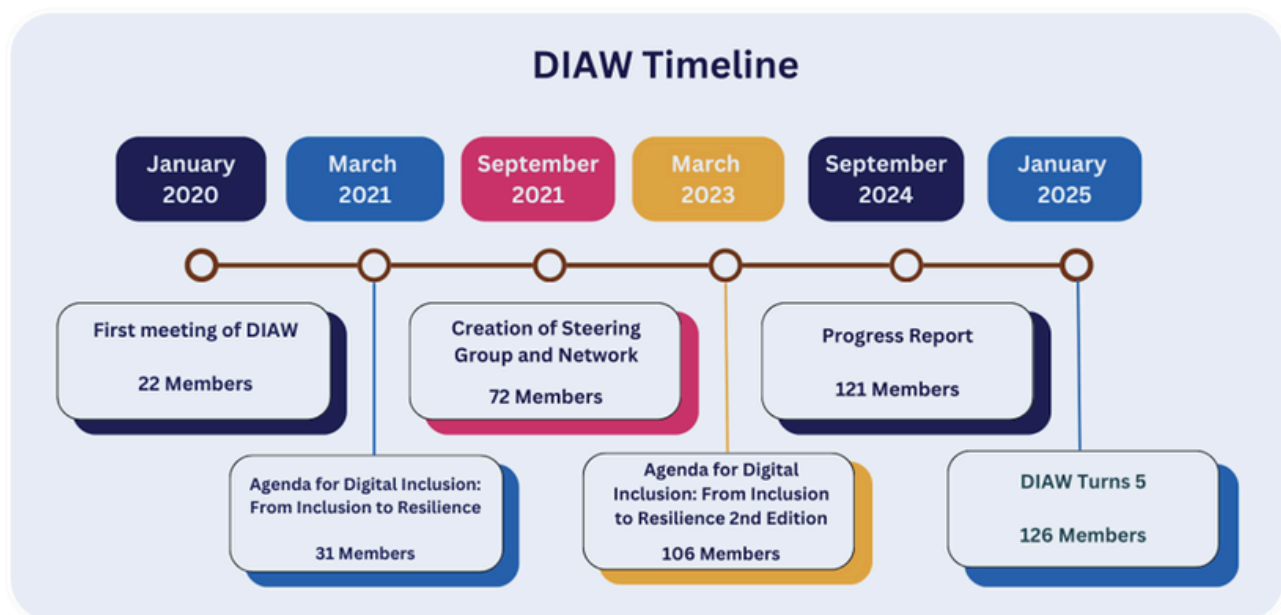 DIAW Timeline
January
2020
March
2021
September
2021
March
2023
September
2024
January
2025
First meeting of DIAW
22 Members
Agenda for Digital Inclusion:
From Inclusion to Resilience
31 Members
Creation of Steering
Group and Network
72 Members
Agenda for Digital
Inclusion: From Inclusion
to Resilience 2nd Edition
106 Members
Progress Report
121 Members
DIAW Turns 5
126 Members